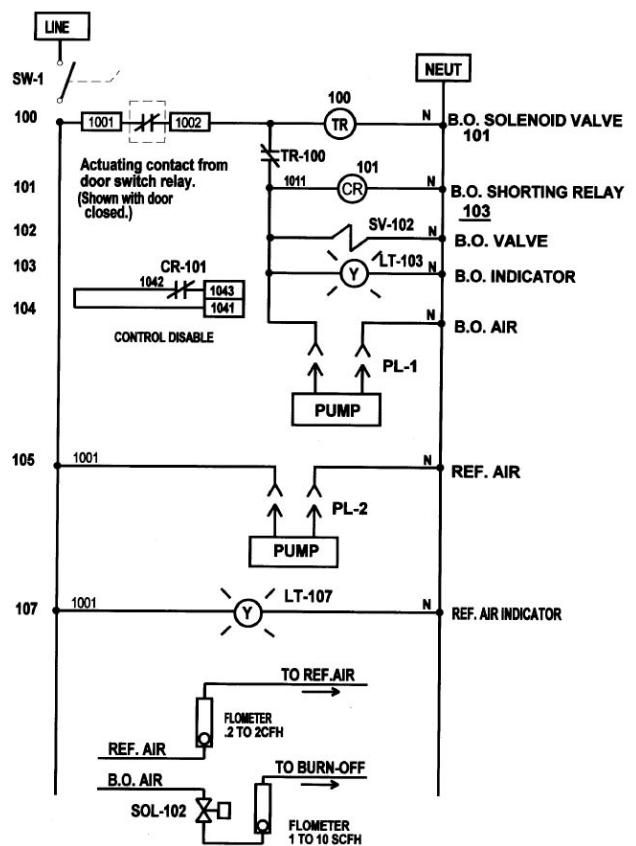 LINE
SW-1
NEUT
100
1001
1002
100
TR
N
B.O. SOLENOID VALVE
101
Actuating contact from
door switch relay.
(Shown with door
closed.)
TR-100
101
1011
101
CR
N
B.O. SHORTING RELAY
103
102
SV-102
N
B.O. VALVE
103
CR-101
LT-103
Y
N
B.O. INDICATOR
1042
1043
104
1041
CONTROL DISABLE
N
B.O. AIR
PL-1
PUMP
105
1001
N
REF. AIR
PL-2
PUMP
107
1001
Y
LT-107
N
REF. AIR INDICATOR
TO REF.AIR
FLOMETER
.2 TO 2CFH
REF. AIR
B.O. AIR
TO BURN-OFF
SOL-102
FLOMETER
1 TO 10 SCFH